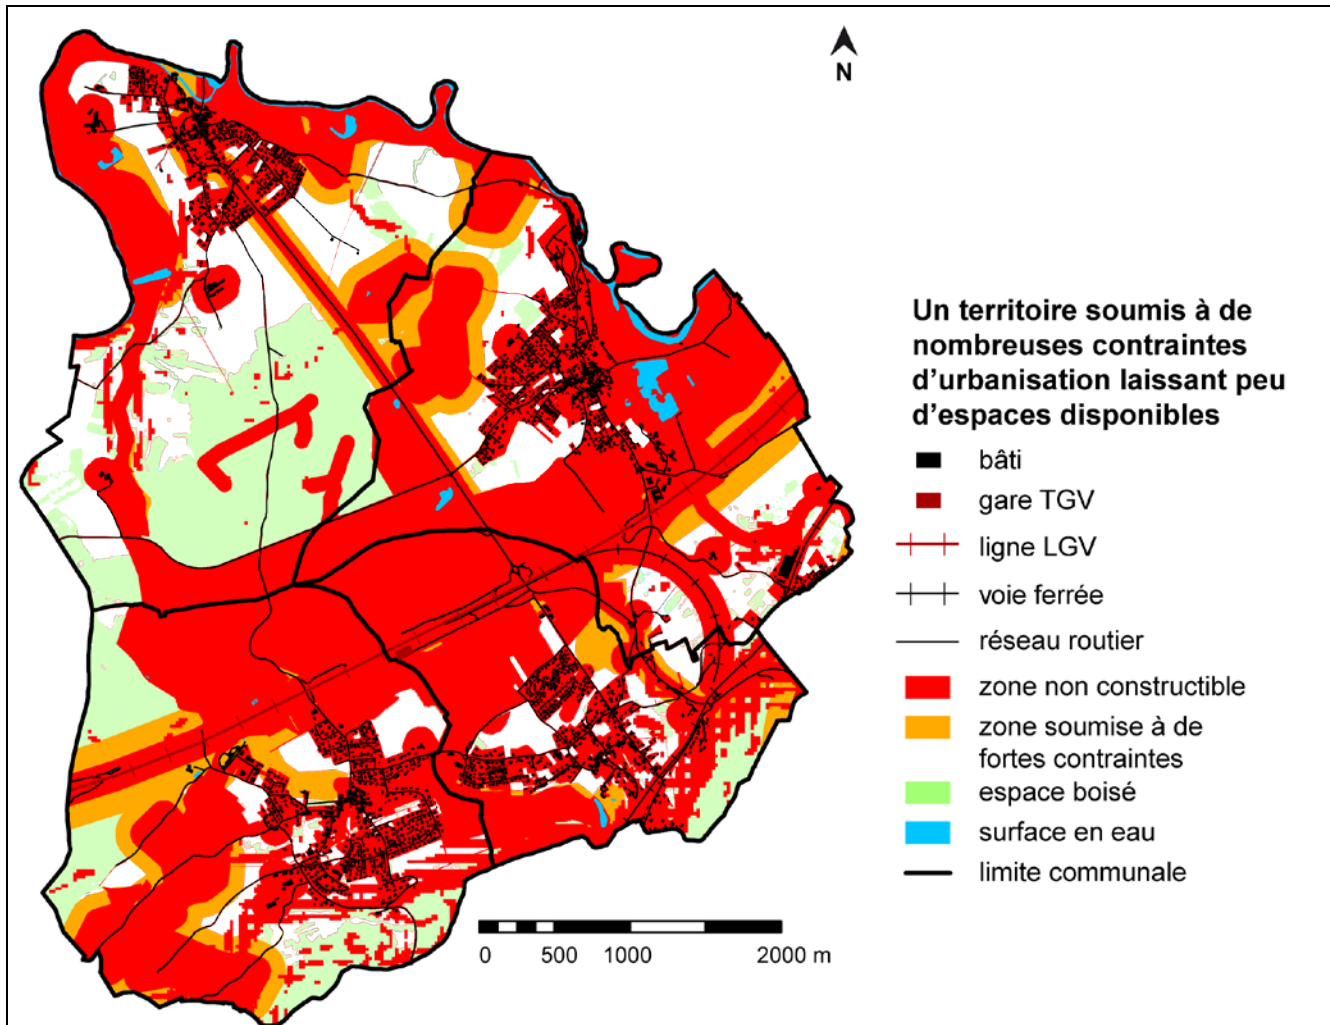 N
Un territoire soumis à de
nombreuses contraintes
d'urbanisation laissant peu
d'espaces disponibles
bâti
gare TGV
ligne LGV
voie ferrée
réseau routier
zone non constructible
zone soumise à de
fortes contraintes
espace boisé
surface en eau
limite communale
0 500 1000 2000 m